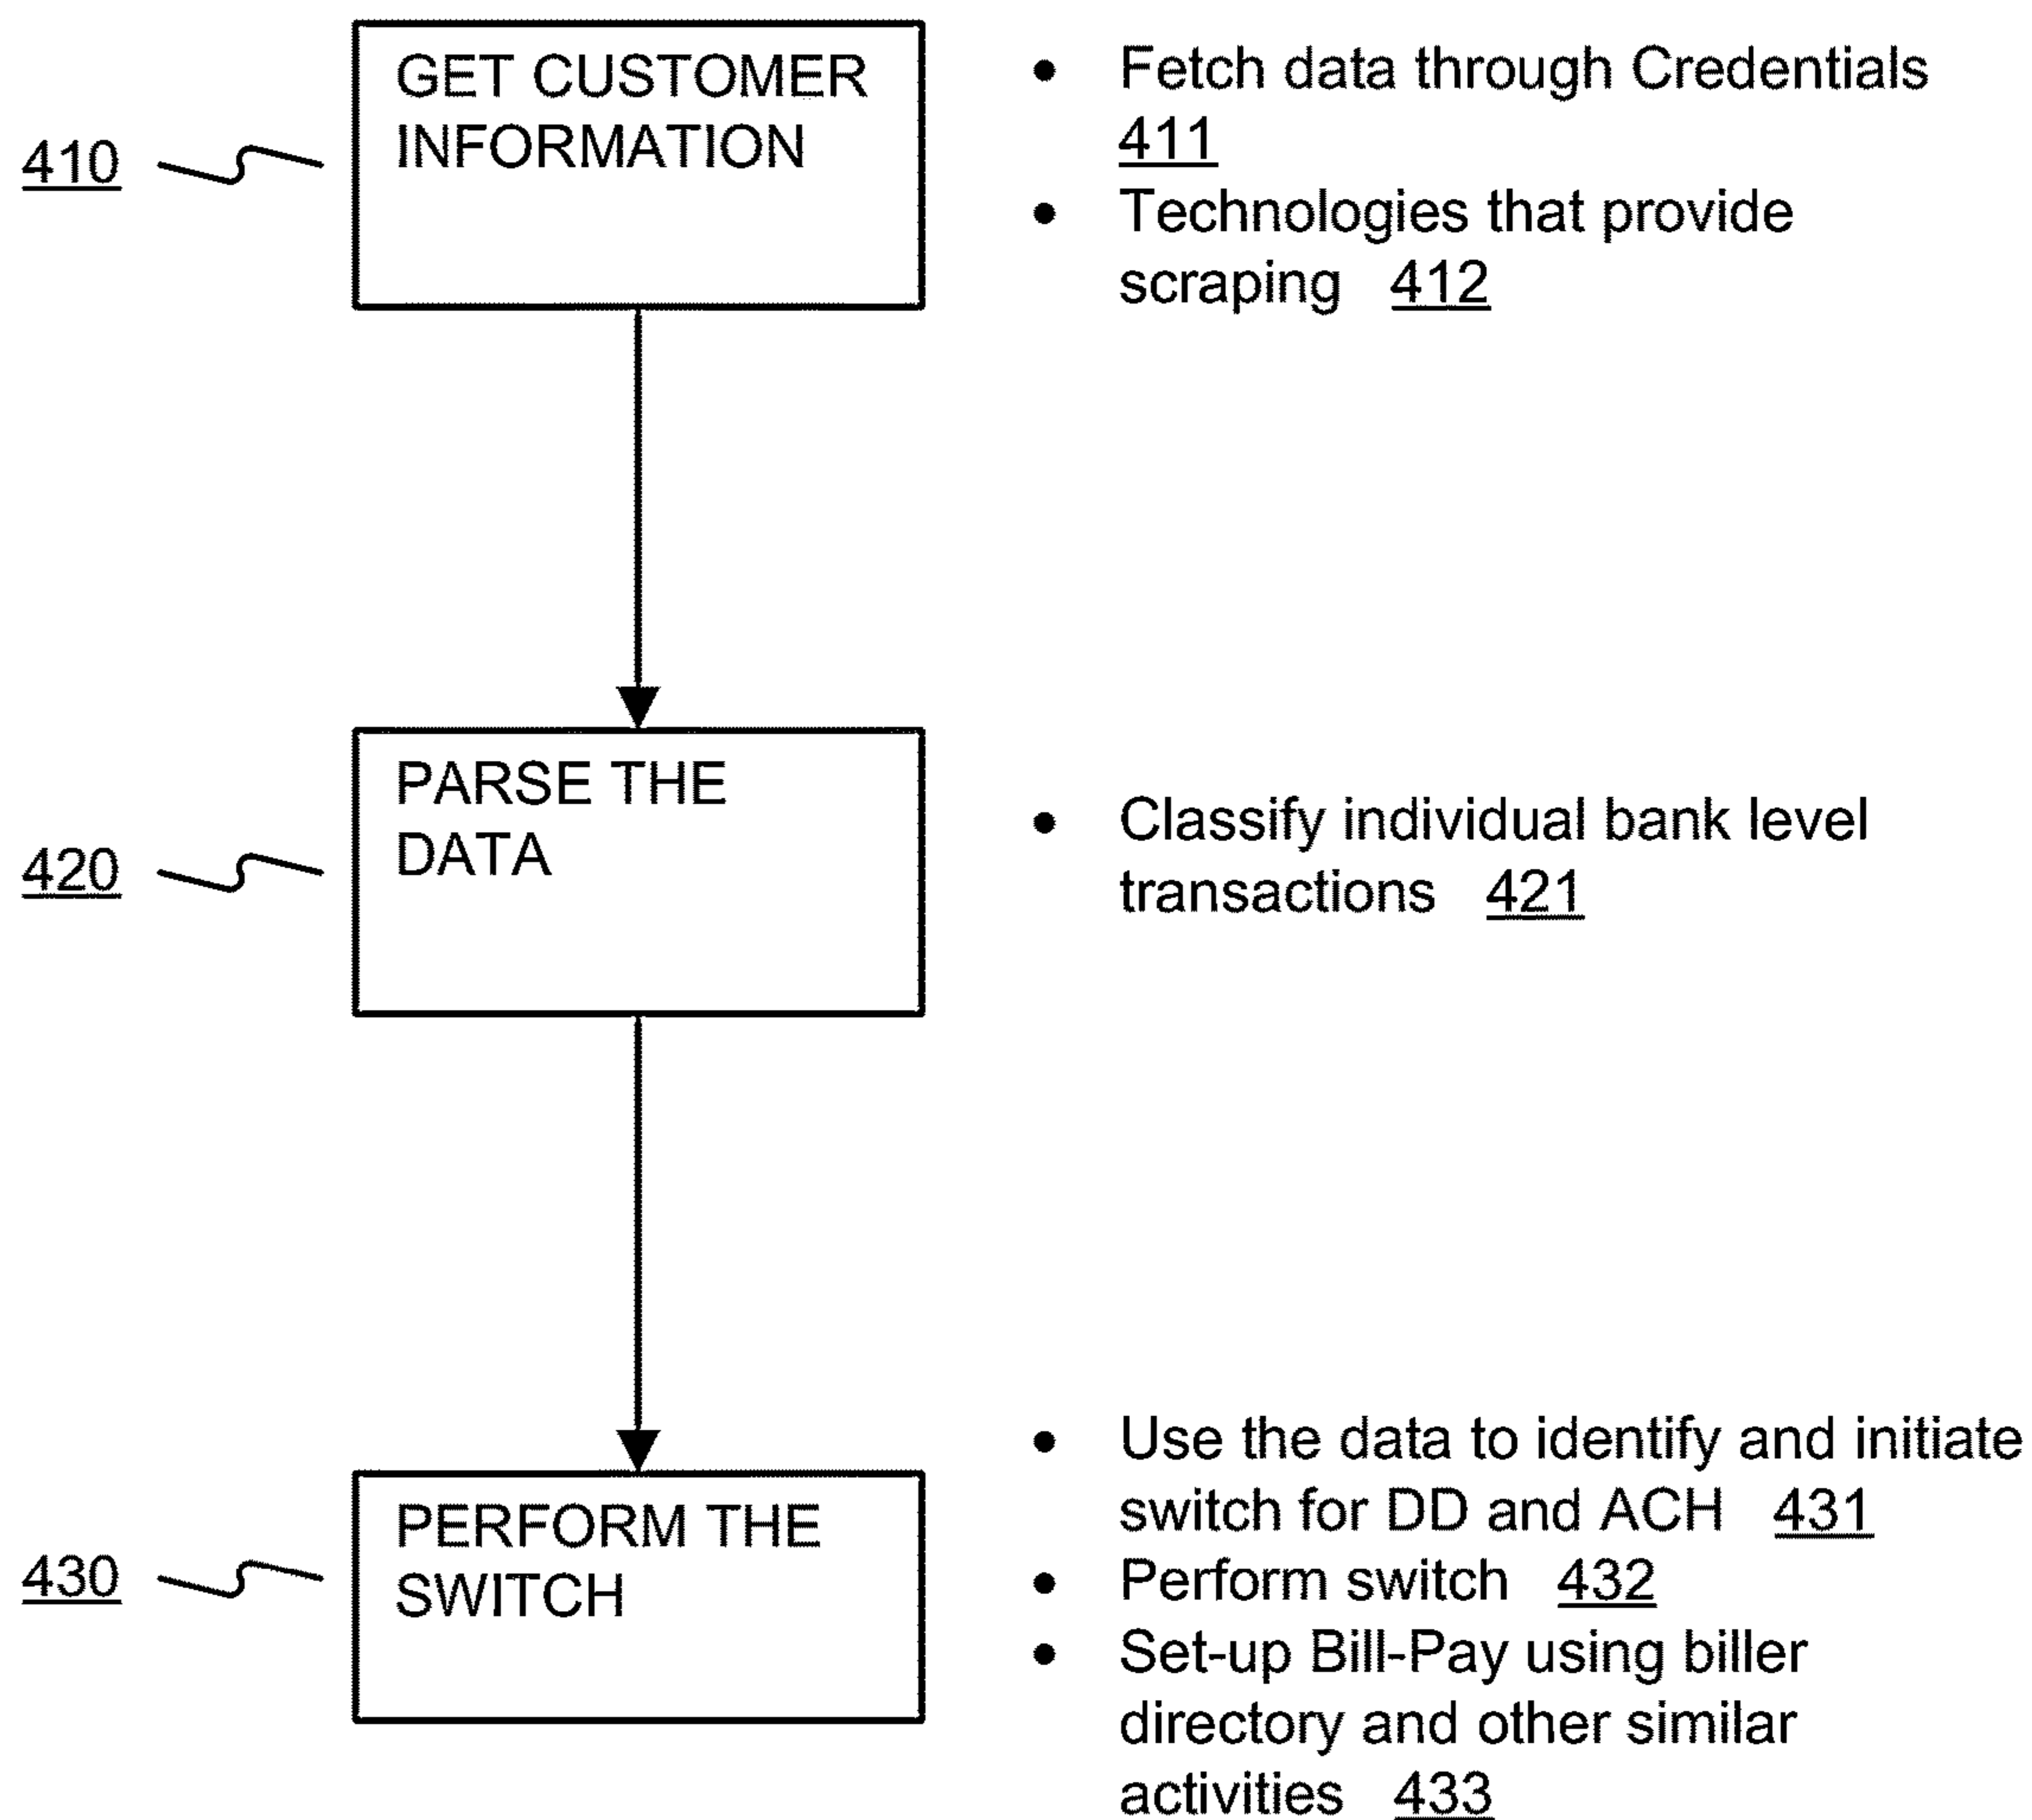 GET CUSTOMER
INFORMATION
410
• Fetch data through Credentials
411
• Technologies that provide
scraping 412
PARSE THE
DATA
420
• Classify individual bank level
transactions 421
PERFORM THE
SWITCH
430
• Use the data to identify and initiate
switch for DD and ACH 431
• Perform switch 432
• Set-up Bill-Pay using biller
directory and other similar
activities 433